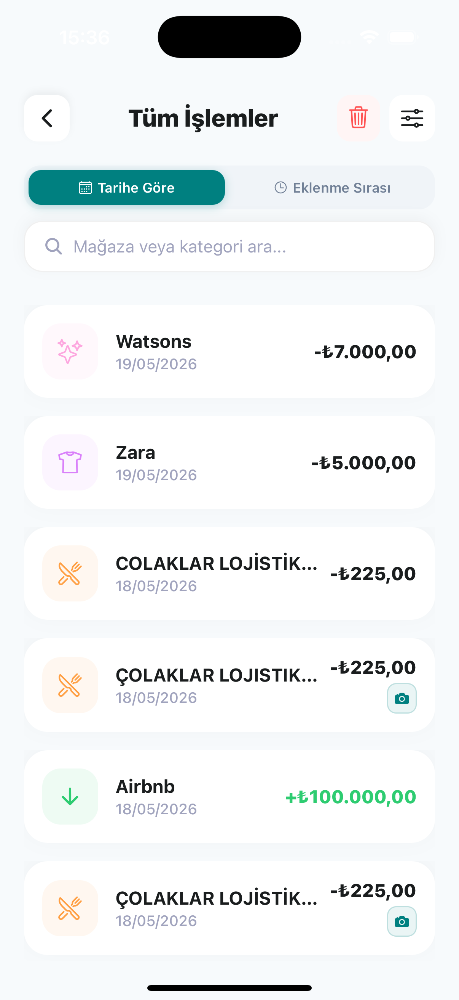 15:36
Tüm İşlemler
Tarihe Göre
Eklenme Sırası
Mağaza veya kategori ara...
Watsons
-₺7.000,00
19/05/2026
Zara
-₺5.000,00
19/05/2026
COLAKLAR LOJİSTİK...
-₺225,00
18/05/2026
ÇOLAKLAR LOJISTIK...
-₺225,00
18/05/2026
Airbnb
+₺100.000,00
18/05/2026
ÇOLAKLAR LOJİSTİK...
-₺225,00
18/05/2026